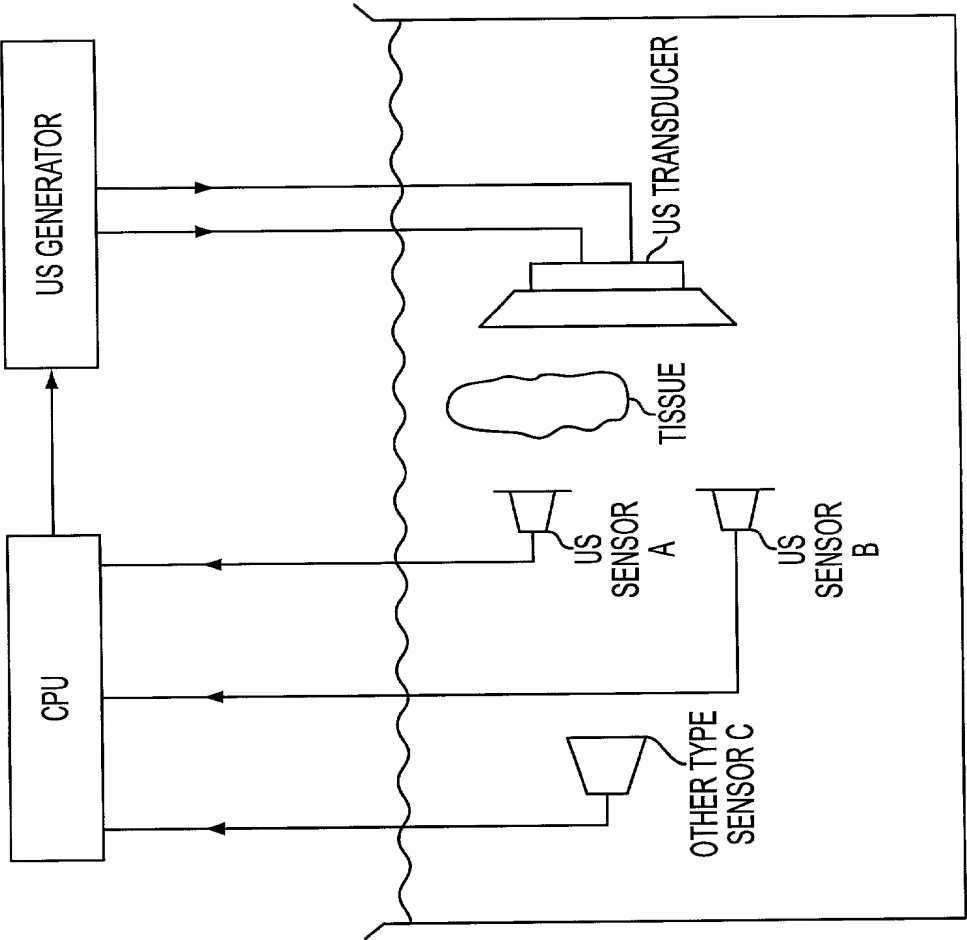 US GENERATOR
CPU
US TRANSDUCER
TISSUE
US
SENSOR
A
US
SENSOR
B
OTHER TYPE
SENSOR C